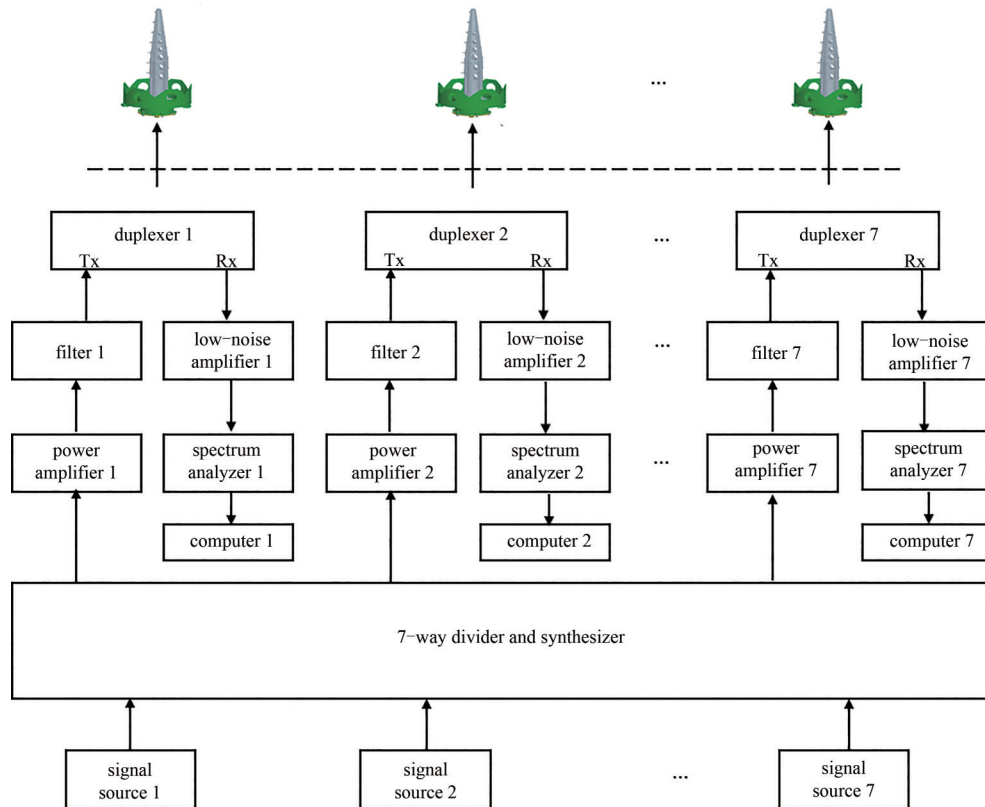 ...
duplexer 1
duplexer 2
...
duplexer 7
Tx
Rx
Tx
Rx
Tx
Rx
filter 1
low-noise
amplifier 1
filter 2
low-noise
amplifier 2
...
filter 7
low-noise
amplifier 7
power
amplifier 1
spectrum
analyzer 1
power
amplifier 2
spectrum
analyzer 2
...
power
amplifier 7
spectrum
analyzer 7
computer 1
computer 2
computer 7
7-way divider and synthesizer
signal
source 1
signal
source 2
...
signal
source 7